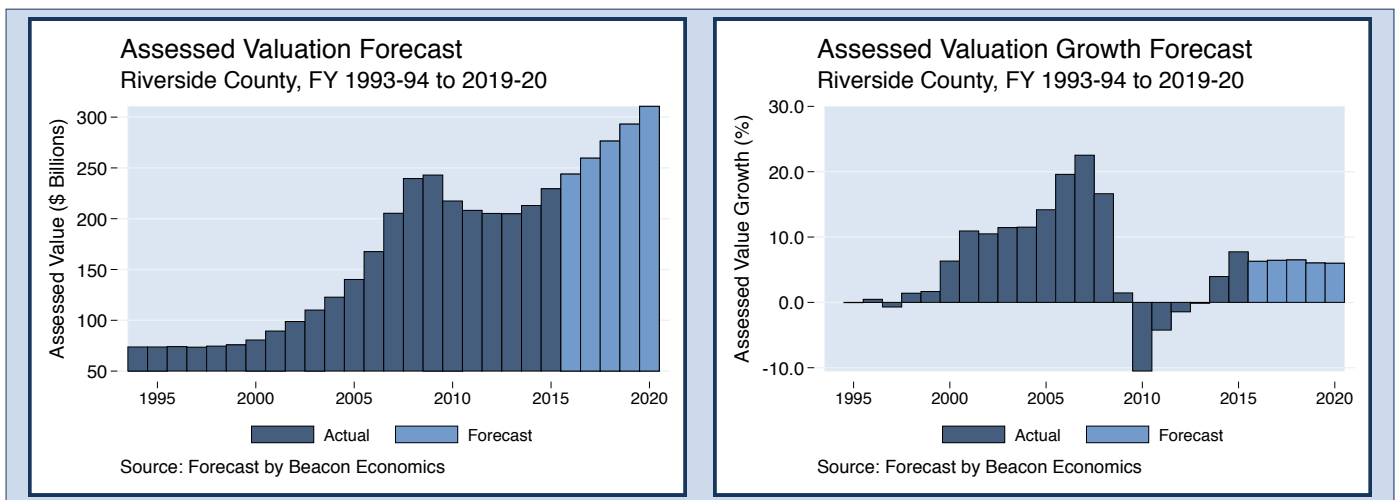 Assessed Valuation Forecast
Riverside County, FY 1993-94 to 2019-20
Assessed Value ($ Billions)
300
250
200
150
100
50
1995
2000
2005
2010
2015
2020
Actual
Forecast
Source: Forecast by Beacon Economics
Assessed Valuation Growth Forecast
Riverside County, FY 1993-94 to 2019-20
Assessed Value Growth (%)
30.0
20.0
10.0
0.0
-10.0
1995
2000
2005
2010
2015
2020
Actual
Forecast
Source: Forecast by Beacon Economics